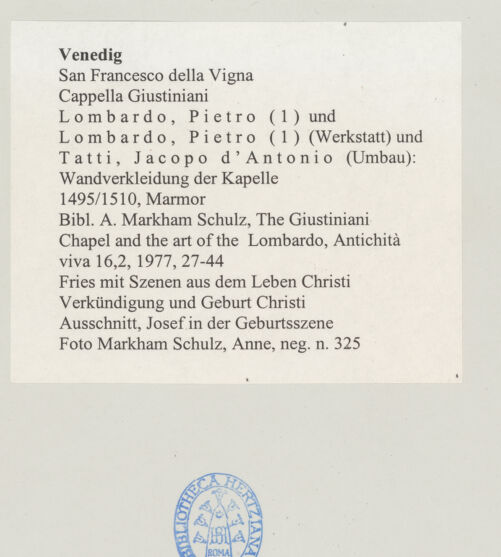 Venedig
San Francesco della Vigna
Cappella Giustiniani
Lombardo, Pietro (1) und
Lombardo, Pietro (1) (Werkstatt) und
Tatti, Jacopo d'Antonio (Umbau):
Wandverkleidung der Kapelle
1495/1510, Marmor
Bibl. A. Markham Schulz, The Giustiniani
Chapel and the art of the Lombardo, Antichità
viva 16,2, 1977, 27-44
Fries mit Szenen aus dem Leben Christi
Verkündigung und Geburt Christi
Ausschnitt, Josef in der Geburtsszene
Foto Markham Schulz, Anne, neg. n. 325
BIBLIOTHECA HERTZIANA
ROMA